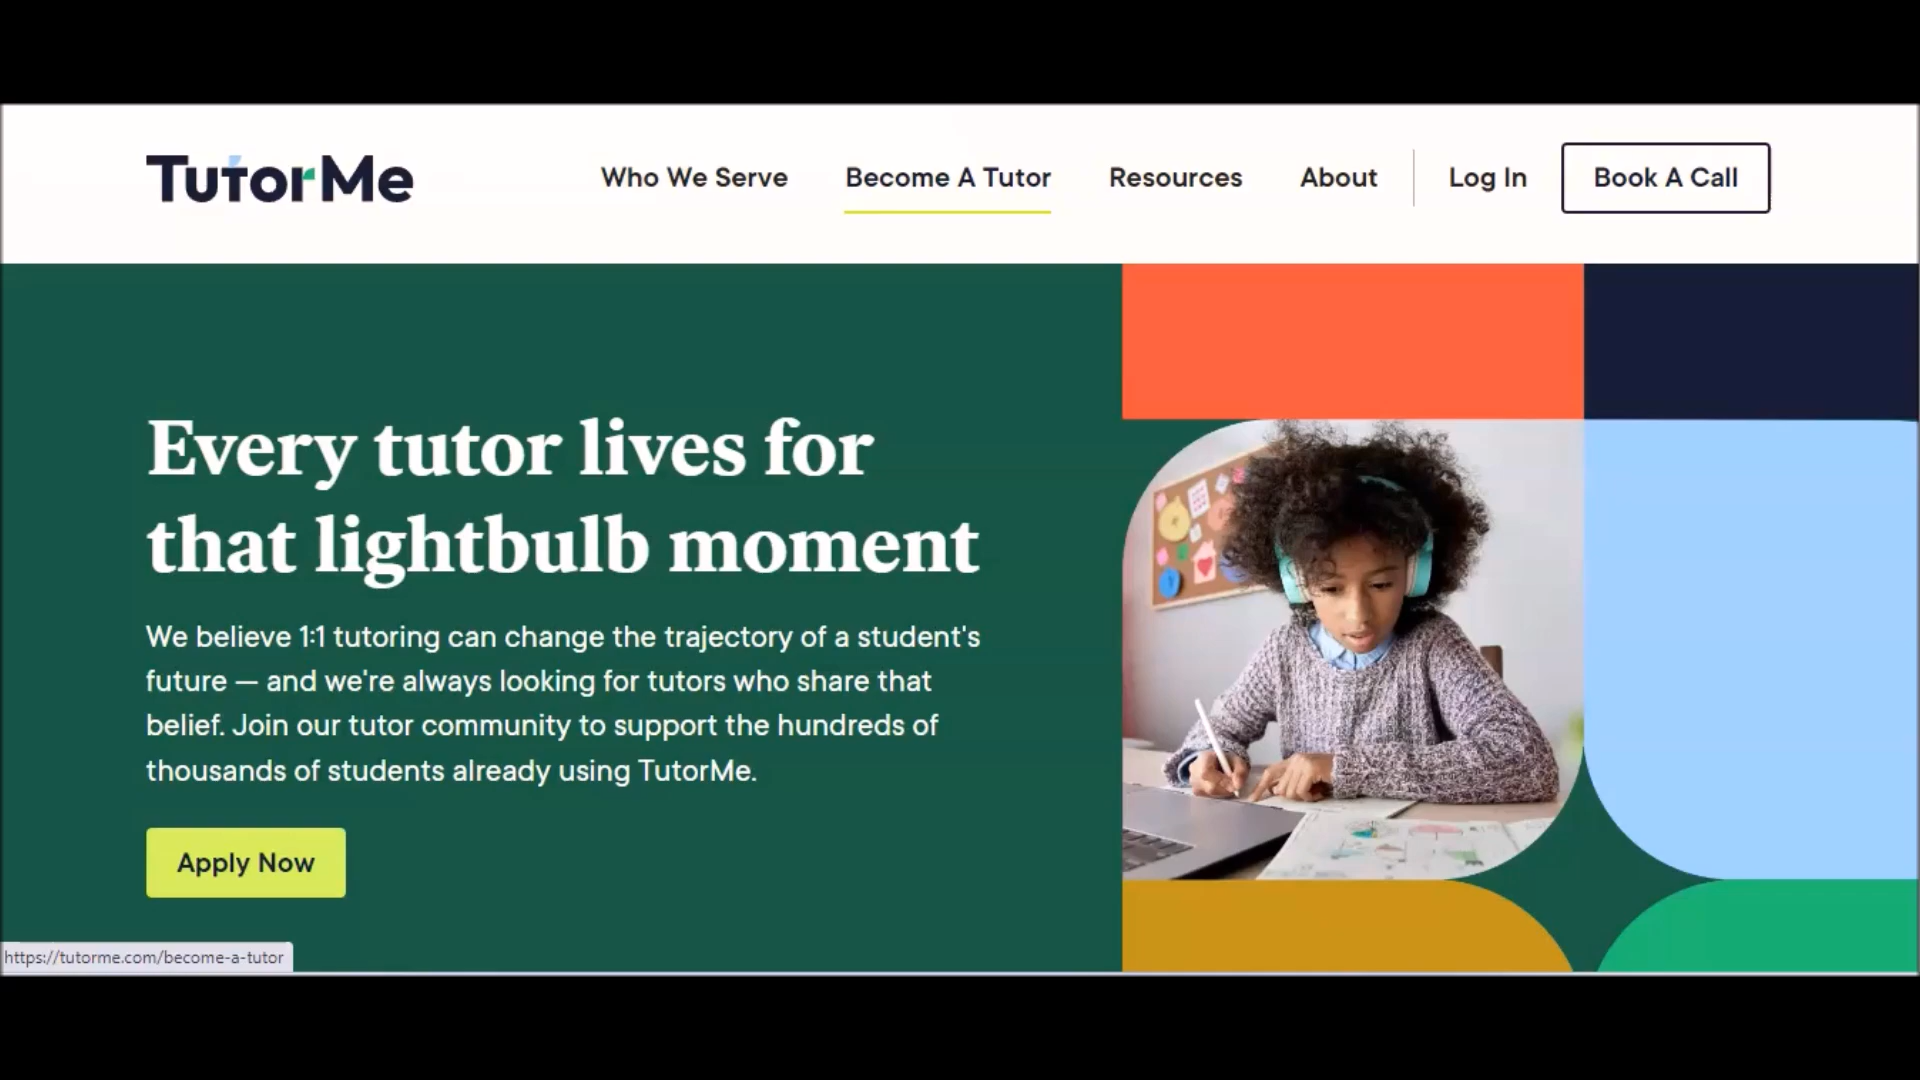 TutorMe
Who We Serve
Become A Tutor
Resources
About
Log In
Book A Call
Every tutor lives for
that lightbulb moment
We believe 1:1 tutoring can change the trajectory of a student's
future — and we're always looking for tutors who share that
belief. Join our tutor community to support the hundreds of
thousands of students already using TutorMe.
Apply Now
https://tutorme.com/become-a-tutor